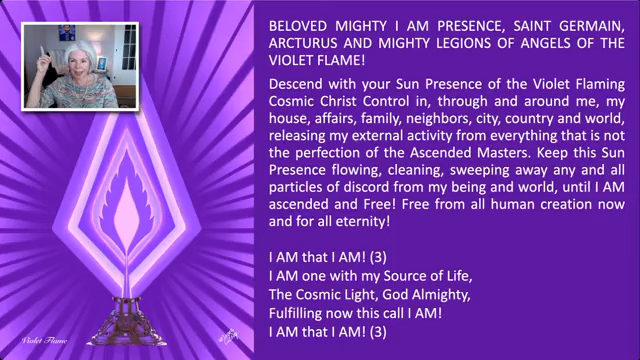 BELOVED MIGHTY I AM PRESENCE, SAINT GERMAIN,
ARCTURUS AND MIGHTY LEGIONS OF ANGELS OF THE
VIOLET FLAME!
Descend with your Sun Presence of the Violet Flaming
Cosmic Christ Control in, through and around me, my
house, affairs, family, neighbors, city, country and world,
releasing my external activity from everything that is not
the perfection of the Ascended Masters. Keep this Sun
Presence flowing, cleaning, sweeping away any and all
particles of discord from my being and world, until I AM
ascended and Free! Free from all human creation now
and for all eternity!
I AM that I AM! (3)
I AM one with my Source of Life,
The Cosmic Light, God Almighty,
Fulfilling now this call I AM!
I AM that I AM! (3)
Violet Flame